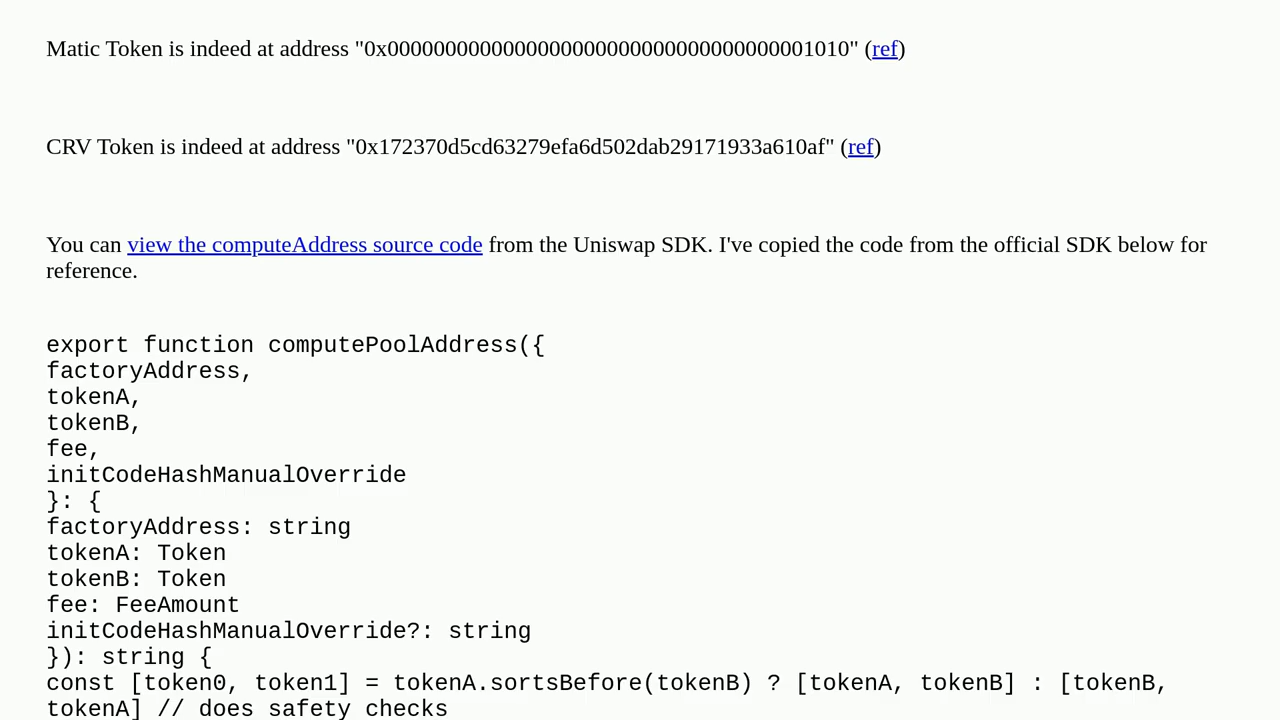 Matic Token is indeed at address "0x0000000000000000000000000000000000001010" (ref)
CRV Token is indeed at address "0x172370d5cd63279efa6d502dab29171933a610af" (ref)
You can view the computeAddress source code from the Uniswap SDK. I've copied the code from the official SDK below for
reference.
export function computePoolAddress({
factoryAddress,
tokenA,
tokenB,
fee,
initCodeHashManualOverride
}: {
factoryAddress: string
tokenA: Token
tokenB: Token
fee: FeeAmount
initCodeHashManualOverride?: string
}): string {
const [token0, token1] = tokenA.sortsBefore(tokenB) ? [tokenA, tokenB] : [tokenB,
tokenA] // does safety checks